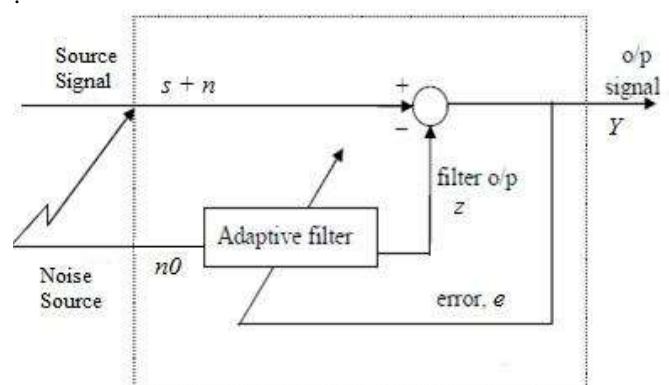 Source
Signal
s + n
+
−
o/p
signal
Y
filter o/p
z
Adaptive filter
n0
Noise
Source
error, e